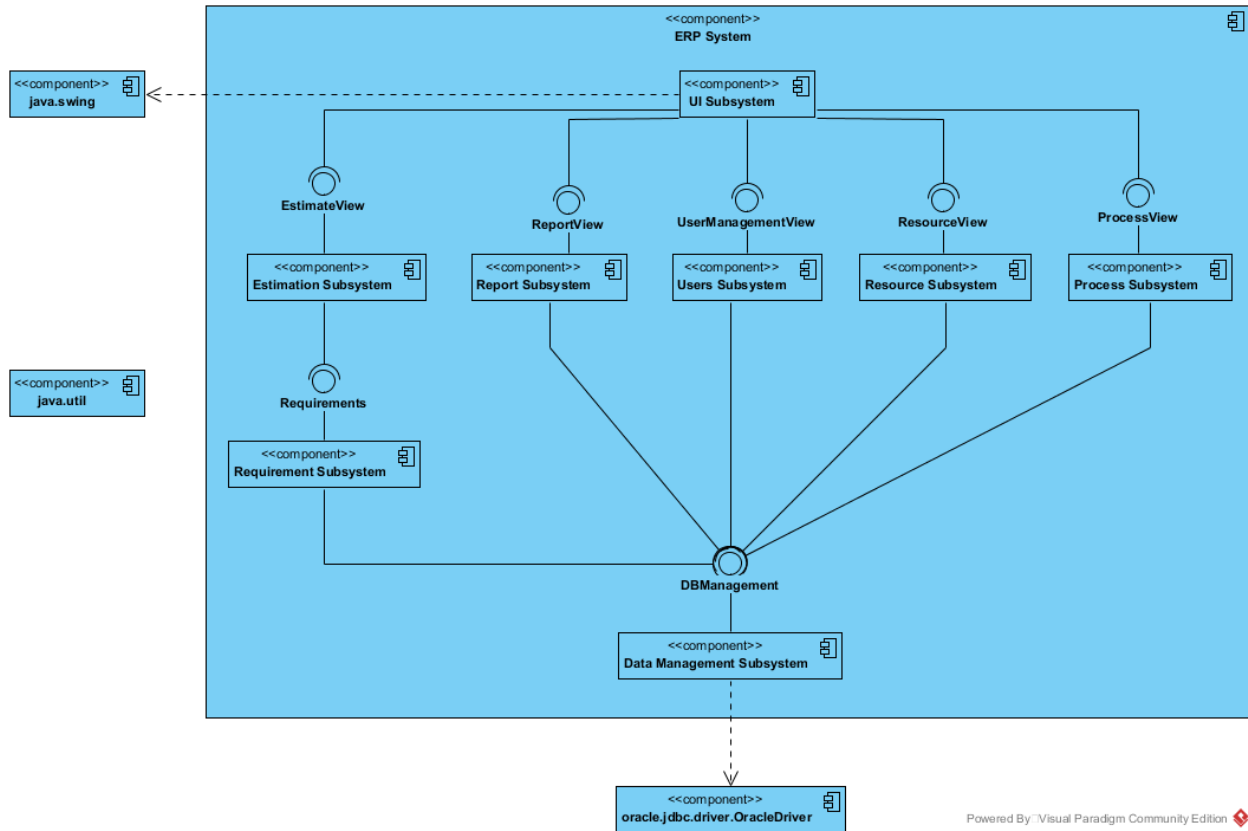 <<component>>
ERP System
<<component>>
java.swing
<<component>>
UI Subsystem
EstimateView
ReportView
UserManagementView
ResourceView
ProcessView
<<component>>
Estimation Subsystem
<<component>>
Report Subsystem
<<component>>
Users Subsystem
<<component>>
Resource Subsystem
<<component>>
Process Subsystem
<<component>>
java.util
Requirements
<<component>>
Requirement Subsystem
DBManagement
<<component>>
Data Management Subsystem
<<component>>
oracle.jdbc.driver.OracleDriver
Powered By Visual Paradigm Community Edition